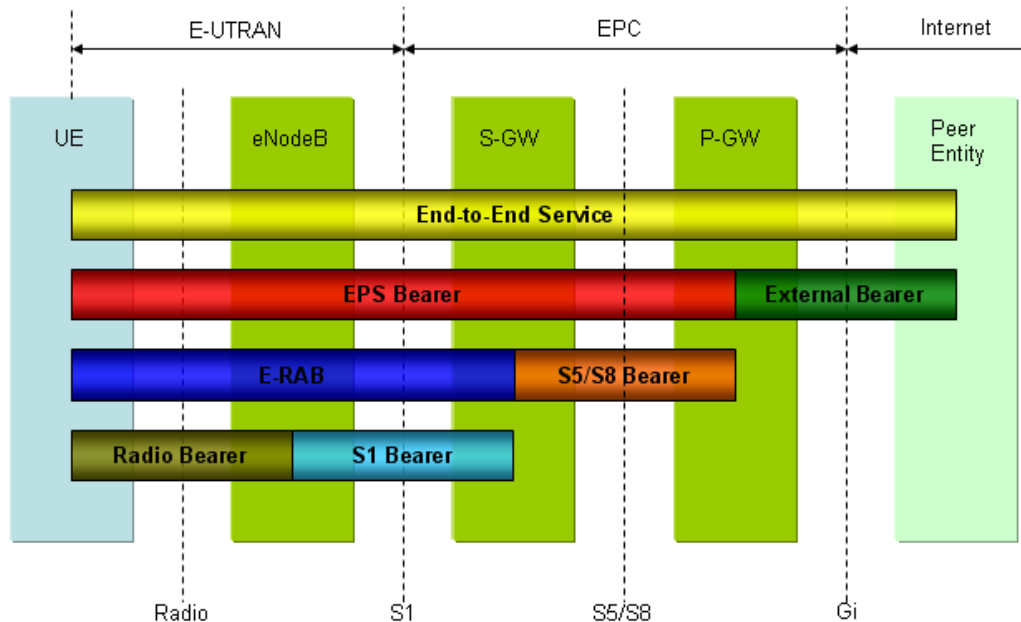 E-UTRAN
EPC
Internet
UE
eNodeB
S-GW
P-GW
Peer
Entity
End-to-End Service
EPS Bearer
External Bearer
E-RAB
S5/S8 Bearer
Radio Bearer
S1 Bearer
Radio
S1
S5/S8
Gi